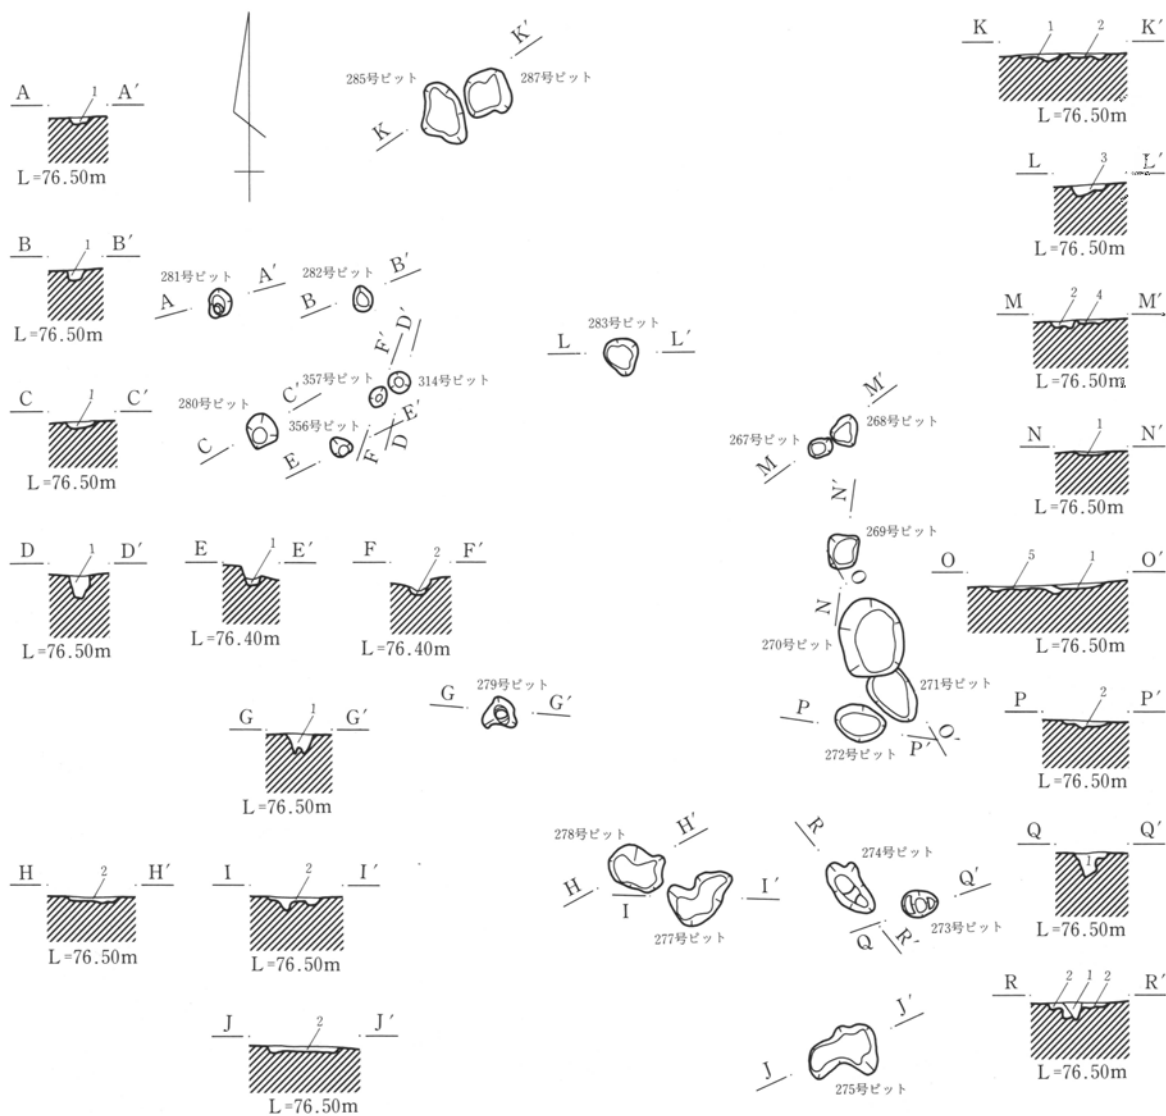 K 1 2 K′
L=76.50m
285号ピット
K′
287号ピット
K
A 1 A′
L=76.50m
L 3 L′
L=76.50m
B 1 B′
L=76.50m
281号ピット
A A′
282号ピット
B B′
283号ピット
L L′
M 2 4 M′
L=76.50m
F′ D′
357号ピット
314号ピット
C 1 C′
L=76.50m
280号ピット
C C′
356号ピット
E E′
F D
M′
268号ピット
267号ピット
M
N 1 N′
L=76.50m
N′
269号ピット
N O
D 1 D′
L=76.50m
E 1 E′
L=76.40m
F 2 F′
L=76.40m
O 5 1 O′
L=76.50m
270号ピット
271号ピット
P
272号ピット
P′ O′
279号ピット
G G′
G 1 G′
L=76.50m
P 2 P′
L=76.50m
278号ピット
H′
H
I I′
277号ピット
R
274号ピット
Q′
273号ピット
Q R′
Q Q′
1
L=76.50m
H 2 H′
L=76.50m
I 2 I′
L=76.50m
R 2 1 2 R′
L=76.50m
J 2 J′
L=76.50m
J′
J
275号ピット